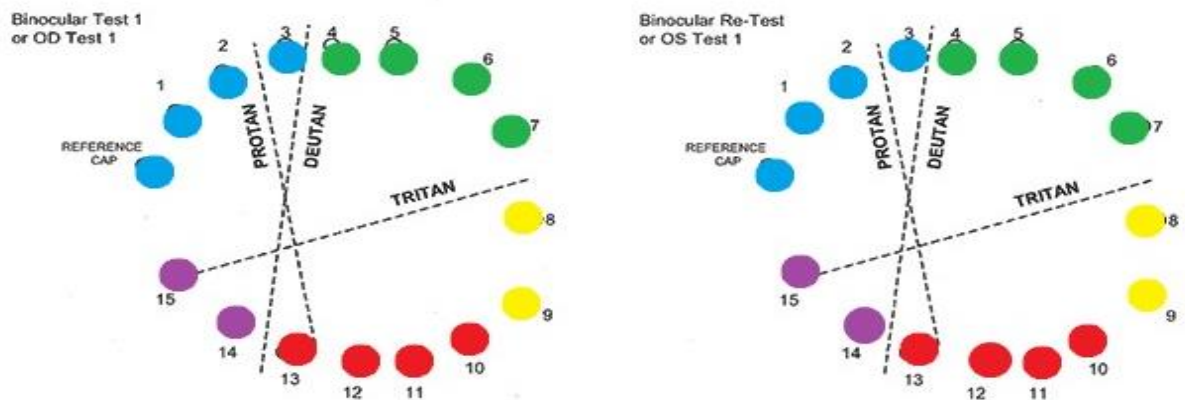 Binocular Test 1
or OD Test 1
3
4
5
2
6
1
7
PROTAN
DEUTAN
REFERENCE
CAP
TRITAN
8
15
9
14
10
13
12
11
Binocular Re-Test
or OS Test 1
3
4
5
2
6
1
7
PROTAN
DEUTAN
REFERENCE
CAP
TRITAN
8
15
9
14
10
13
12
11